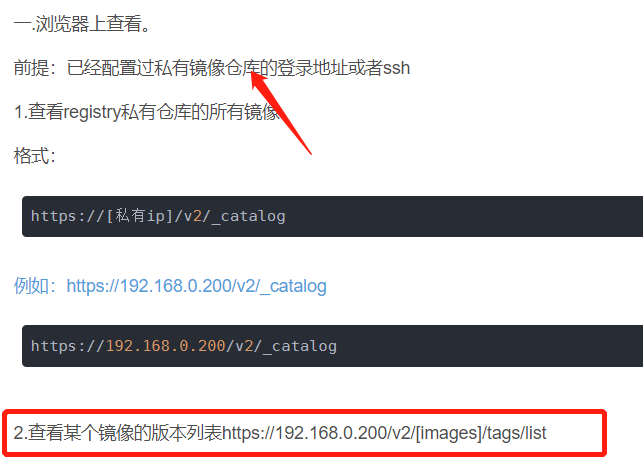 一.浏览器上查看。
前提：已经配置过私有镜像仓库的登录地址或者ssh
1.查看registry私有仓库的所有镜像
格式：
https://[私有ip]/v2/_catalog
例如：https://192.168.0.200/v2/_catalog
https://192.168.0.200/v2/_catalog
2.查看某个镜像的版本列表https://192.168.0.200/v2/[images]/tags/list